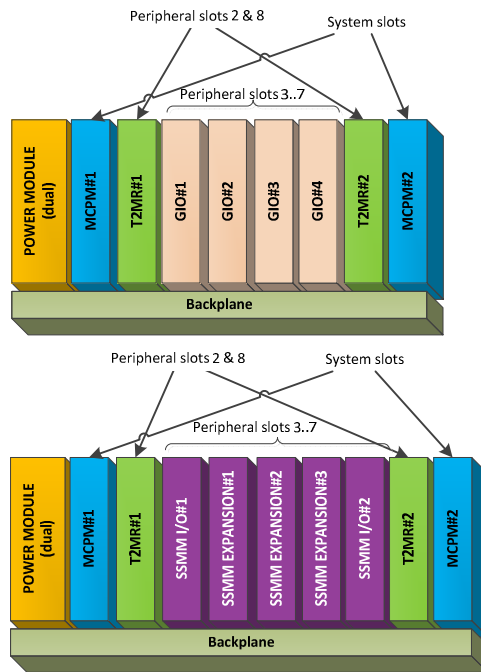 Peripheral slots 2 & 8
System slots
Peripheral slots 3..7
POWER MODULE
(dual)
MCPM#1
T2MR#1
GIO#1
GIO#2
GIO#3
GIO#4
T2MR#2
MCPM#2
Backplane
Peripheral slots 2 & 8
System slots
Peripheral slots 3..7
POWER MODULE
(dual)
MCPM#1
T2MR#1
SSMM I/O#1
SSMM EXPANSION#1
SSMM EXPANSION#2
SSMM EXPANSION#3
SSMM I/O#2
T2MR#2
MCPM#2
Backplane